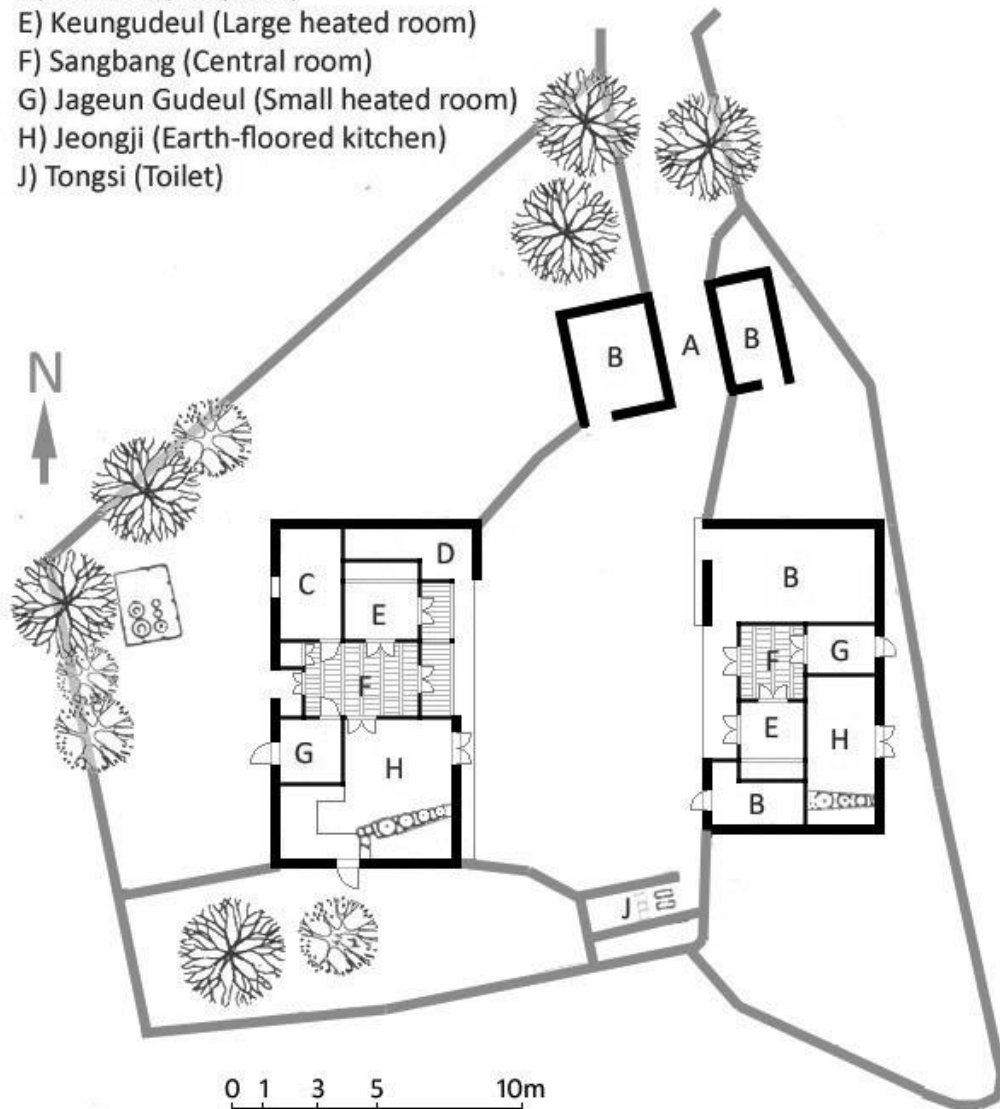 E) Keungudeul (Large heated room)
F) Sangbang (Central room)
G) Jageun Gudeul (Small heated room)
H) Jeongji (Earth-floored kitchen)
J) Tongsi (Toilet)
B
A
B
N
D
C
E
B
F
F
G
G
H
E
H
B
J
0 1 3 5 10m